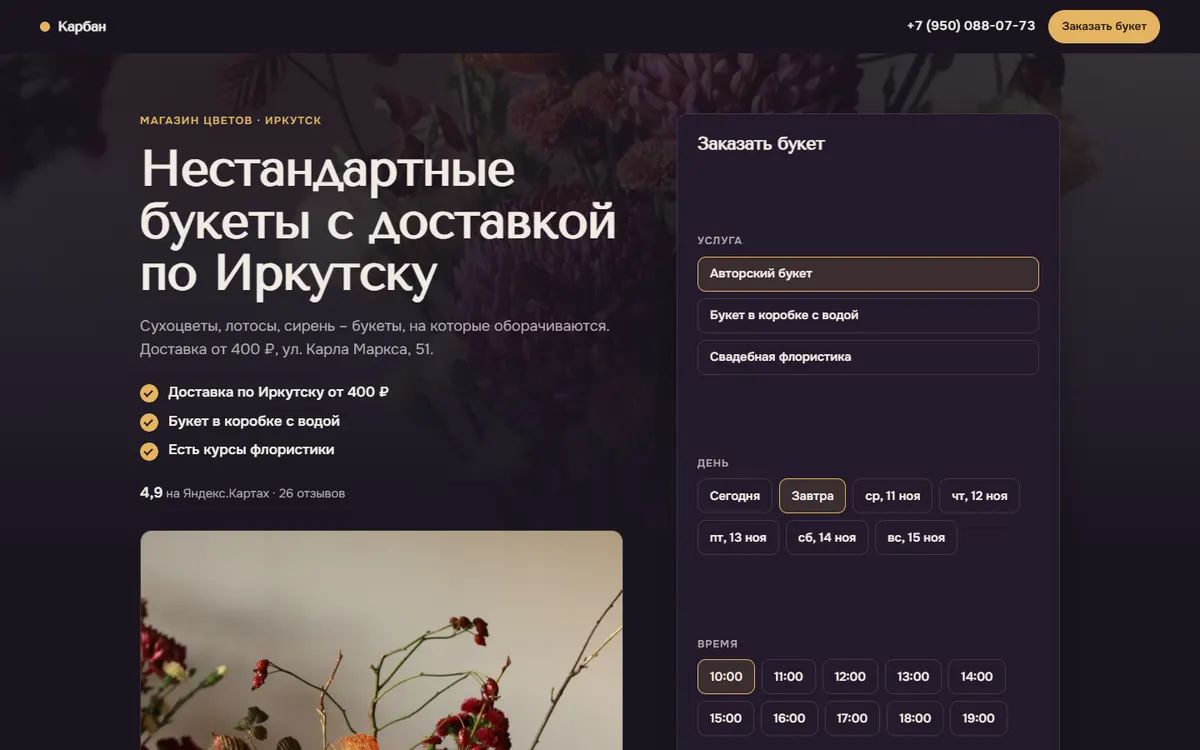 Карбан
+7 (950) 088-07-73
Заказать букет
МАГАЗИН ЦВЕТОВ · ИРКУТСК
Нестандартные
букеты с доставкой
по Иркутску
Сухоцветы, лотосы, сирень – букеты, на которые оборачиваются.
Доставка от 400 ₽, ул. Карла Маркса, 51.
Доставка по Иркутску от 400 ₽
Букет в коробке с водой
Есть курсы флористики
4,9 на Яндекс.Картах · 26 отзывов
Заказать букет
УСЛУГА
Авторский букет
Букет в коробке с водой
Свадебная флористика
ДЕНЬ
Сегодня Завтра ср, 11 ноя чт, 12 ноя
пт, 13 ноя сб, 14 ноя вс, 15 ноя
ВРЕМЯ
10:00 11:00 12:00 13:00 14:00
15:00 16:00 17:00 18:00 19:00